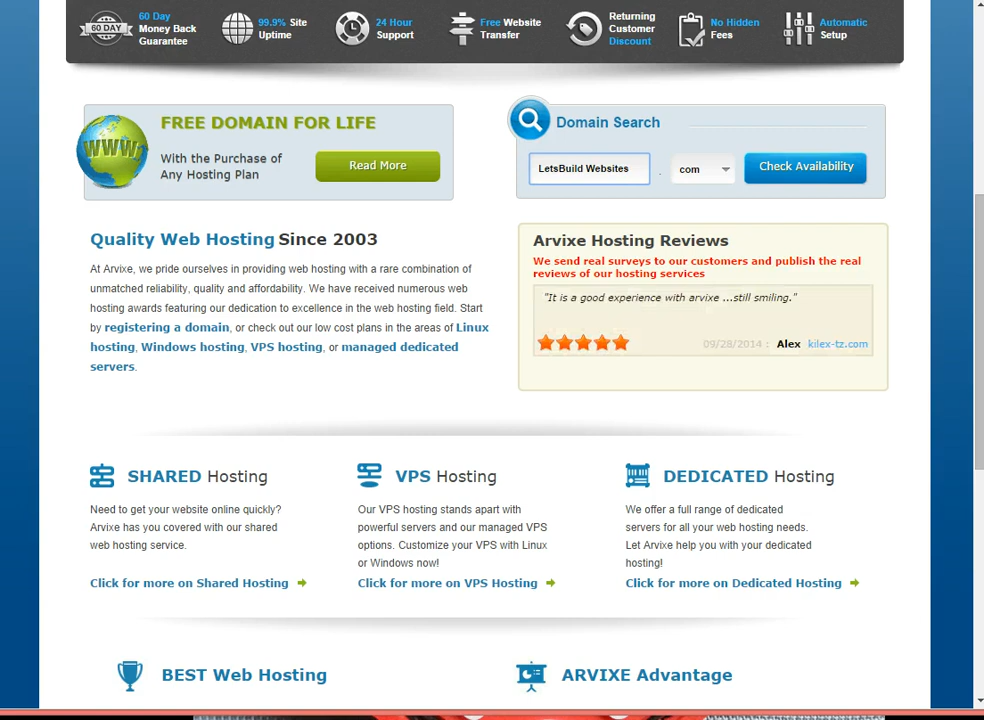 60 DAY
60 Day
Money Back
Guarantee
99.9% Site
Uptime
24 Hour
Support
Free Website
Transfer
Returning
Customer
Discount
No Hidden
Fees
Automatic
Setup
WWW
FREE DOMAIN FOR LIFE
With the Purchase of
Any Hosting Plan
Read More
Domain Search
LetsBuild Websites . com
Check Availability
Quality Web Hosting Since 2003
At Arvixe, we pride ourselves in providing web hosting with a rare combination of
unmatched reliability, quality and affordability. We have received numerous web
hosting awards featuring our dedication to excellence in the web hosting field. Start
by registering a domain, or check out our low cost plans in the areas of Linux
hosting, Windows hosting, VPS hosting, or managed dedicated
servers.
Arvixe Hosting Reviews
We send real surveys to our customers and publish the real
reviews of our hosting services
"It is a good experience with arvixe ...still smiling."
09/28/2014 : Alex kilex-tz.com
SHARED Hosting
Need to get your website online quickly?
Arvixe has you covered with our shared
web hosting service.
Click for more on Shared Hosting
VPS Hosting
Our VPS hosting stands apart with
powerful servers and our managed VPS
options. Customize your VPS with Linux
or Windows now!
Click for more on VPS Hosting
DEDICATED Hosting
We offer a full range of dedicated
servers for all your web hosting needs.
Let Arvixe help you with your dedicated
hosting!
Click for more on Dedicated Hosting
BEST Web Hosting
ARVIXE Advantage